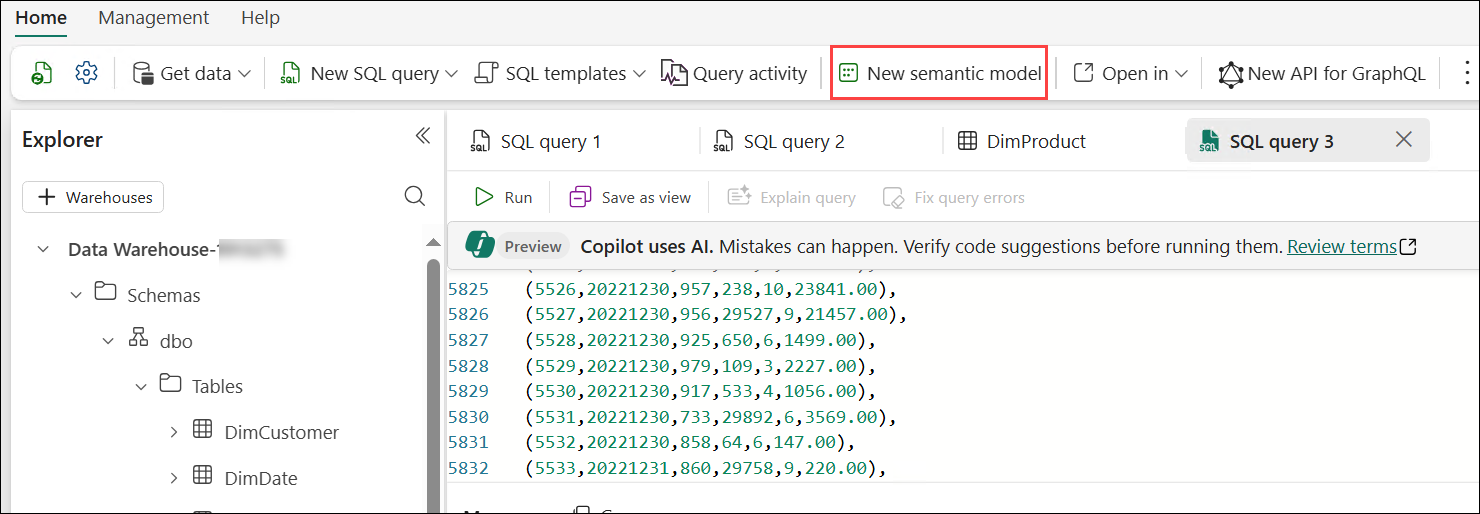 Home Management Help
Get data New SQL query SQL templates Query activity New semantic model Open in New API for GraphQL
Explorer
SQL query 1 SQL query 2 DimProduct SQL query 3
Warehouses
Run Save as view Explain query Fix query errors
Preview Copilot uses AI. Mistakes can happen. Verify code suggestions before running them. Review terms
Data Warehouse-
Schemas
dbo
Tables
DimCustomer
DimDate
5825 (5526,20221230,957,238,10,23841.00),
5826 (5527,20221230,956,29527,9,21457.00),
5827 (5528,20221230,925,650,6,1499.00),
5828 (5529,20221230,979,109,3,2227.00),
5829 (5530,20221230,917,533,4,1056.00),
5830 (5531,20221230,733,29892,6,3569.00),
5831 (5532,20221230,858,64,6,147.00),
5832 (5533,20221231,860,29758,9,220.00),